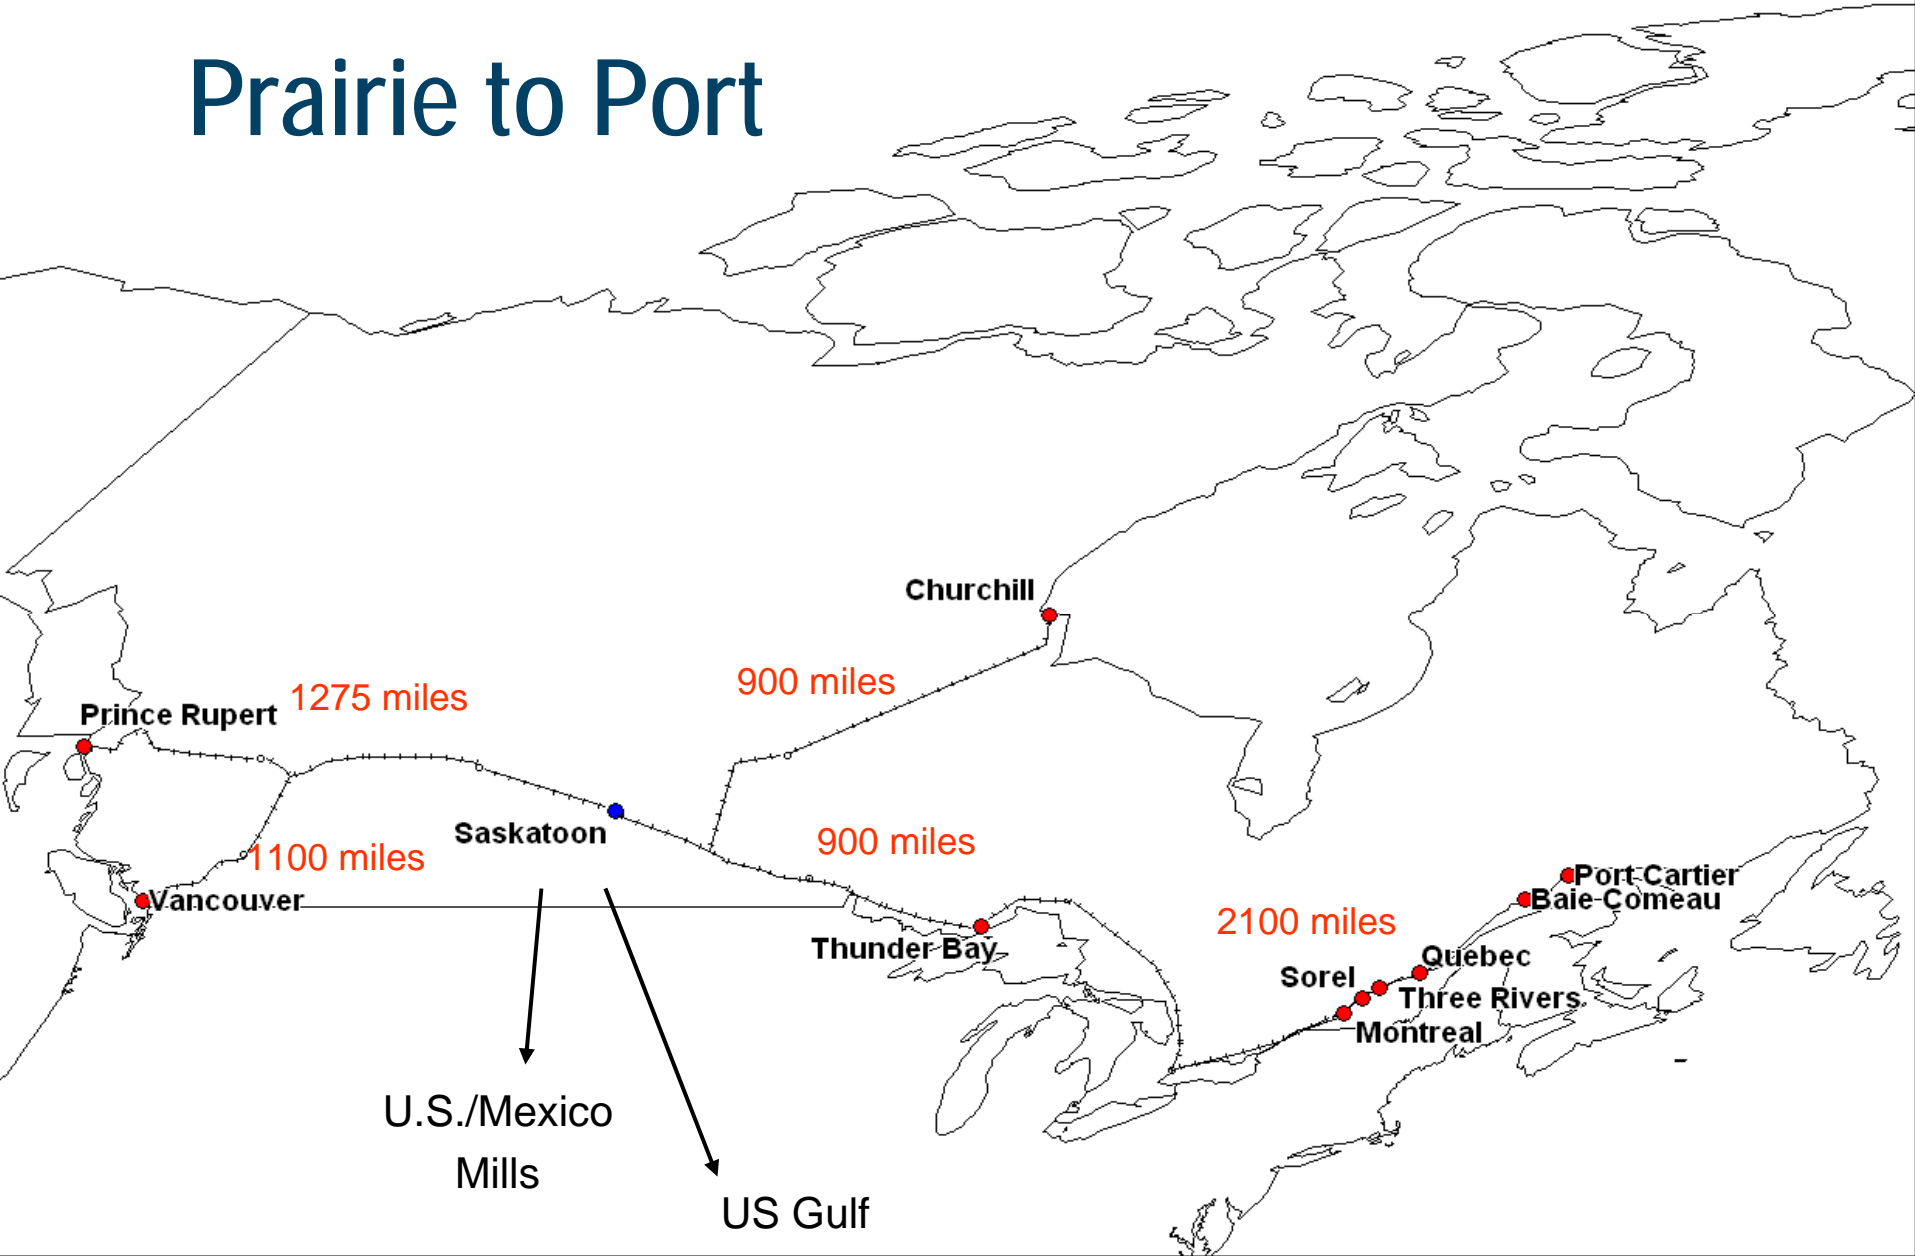 Prairie to Port
Churchill
900 miles
1275 miles
Prince Rupert
Saskatoon
900 miles
1100 miles
Vancouver
Thunder Bay
2100 miles
Port Cartier
Baie-Comeau
Quebec
Sorel
Three Rivers
Montreal
U.S./Mexico
Mills
US Gulf